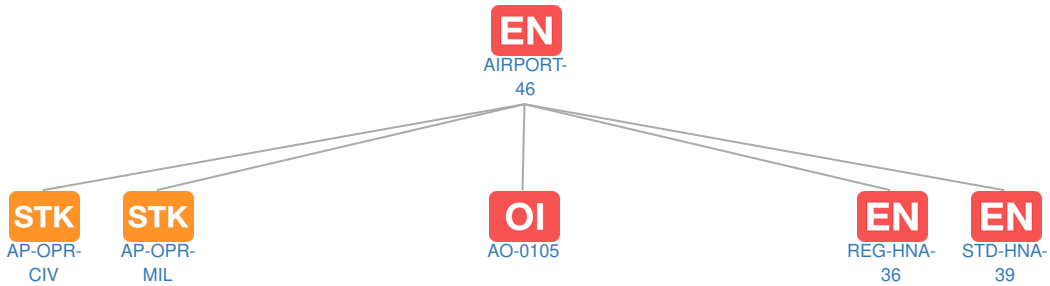 EN
AIRPORT-
46
STK
AP-OPR-
CIV
STK
AP-OPR-
MIL
OI
AO-0105
EN
REG-HNA-
36
EN
STD-HNA-
39